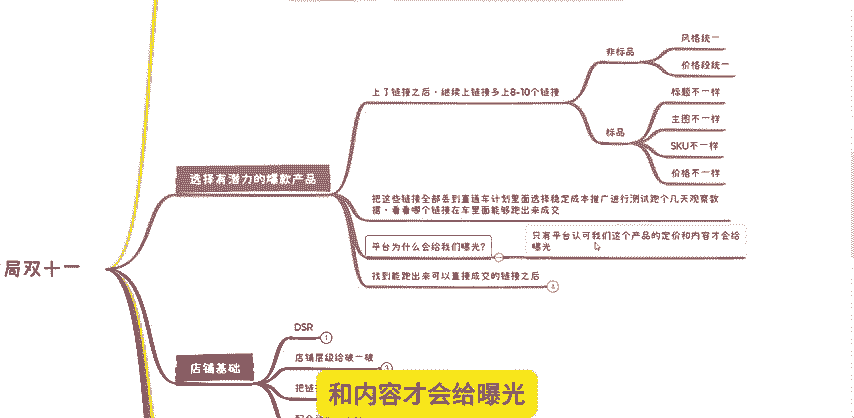 风格统一
非标品
价格段统一
上了链接之后，继续上链接多上8-10个链接
标题不一样
主图不一样
标品
SKU不一样
价格不一样
选择有潜力的爆款产品
把这些链接全部丢到直通车计划里面选择稳定成本推广进行测试跑个几天观察数
据，看看哪个链接在车里面能够跑出来成交
只有平台认可我们这个产品的定价和内容才会给
曝光
平台为什么会给我们曝光？
局双十一
找到能跑出来可以直接成交的链接之后
4
DSR
1
店铺层级给破一破
店铺基础
把链
和内容才会给曝光